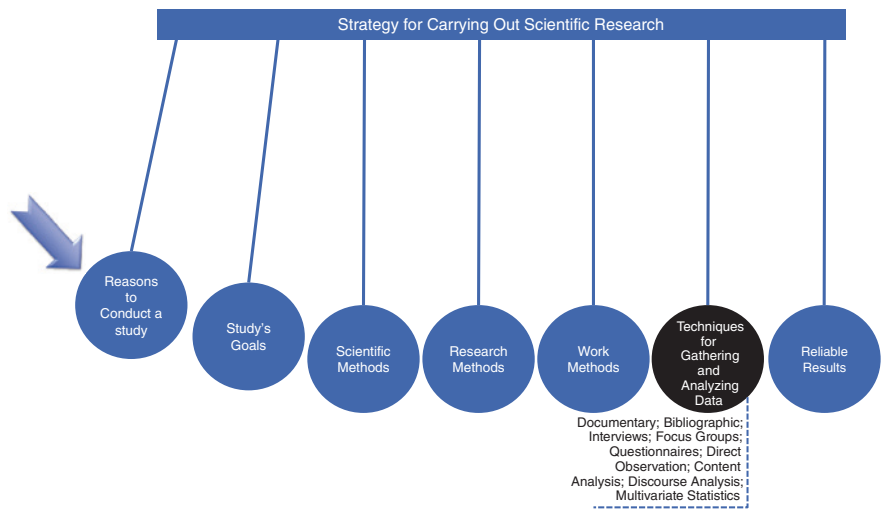 Strategy for Carrying Out Scientific Research
Reasons
to
Conduct a
study
Study's
Goals
Scientific
Methods
Research
Methods
Work
Methods
Techniques
for
Gathering
and
Analyzing
Data
Reliable
Results
Documentary; Bibliographic;
Interviews; Focus Groups;
Questionnaires; Direct
Observation; Content
Analysis; Discourse Analysis;
Multivariate Statistics